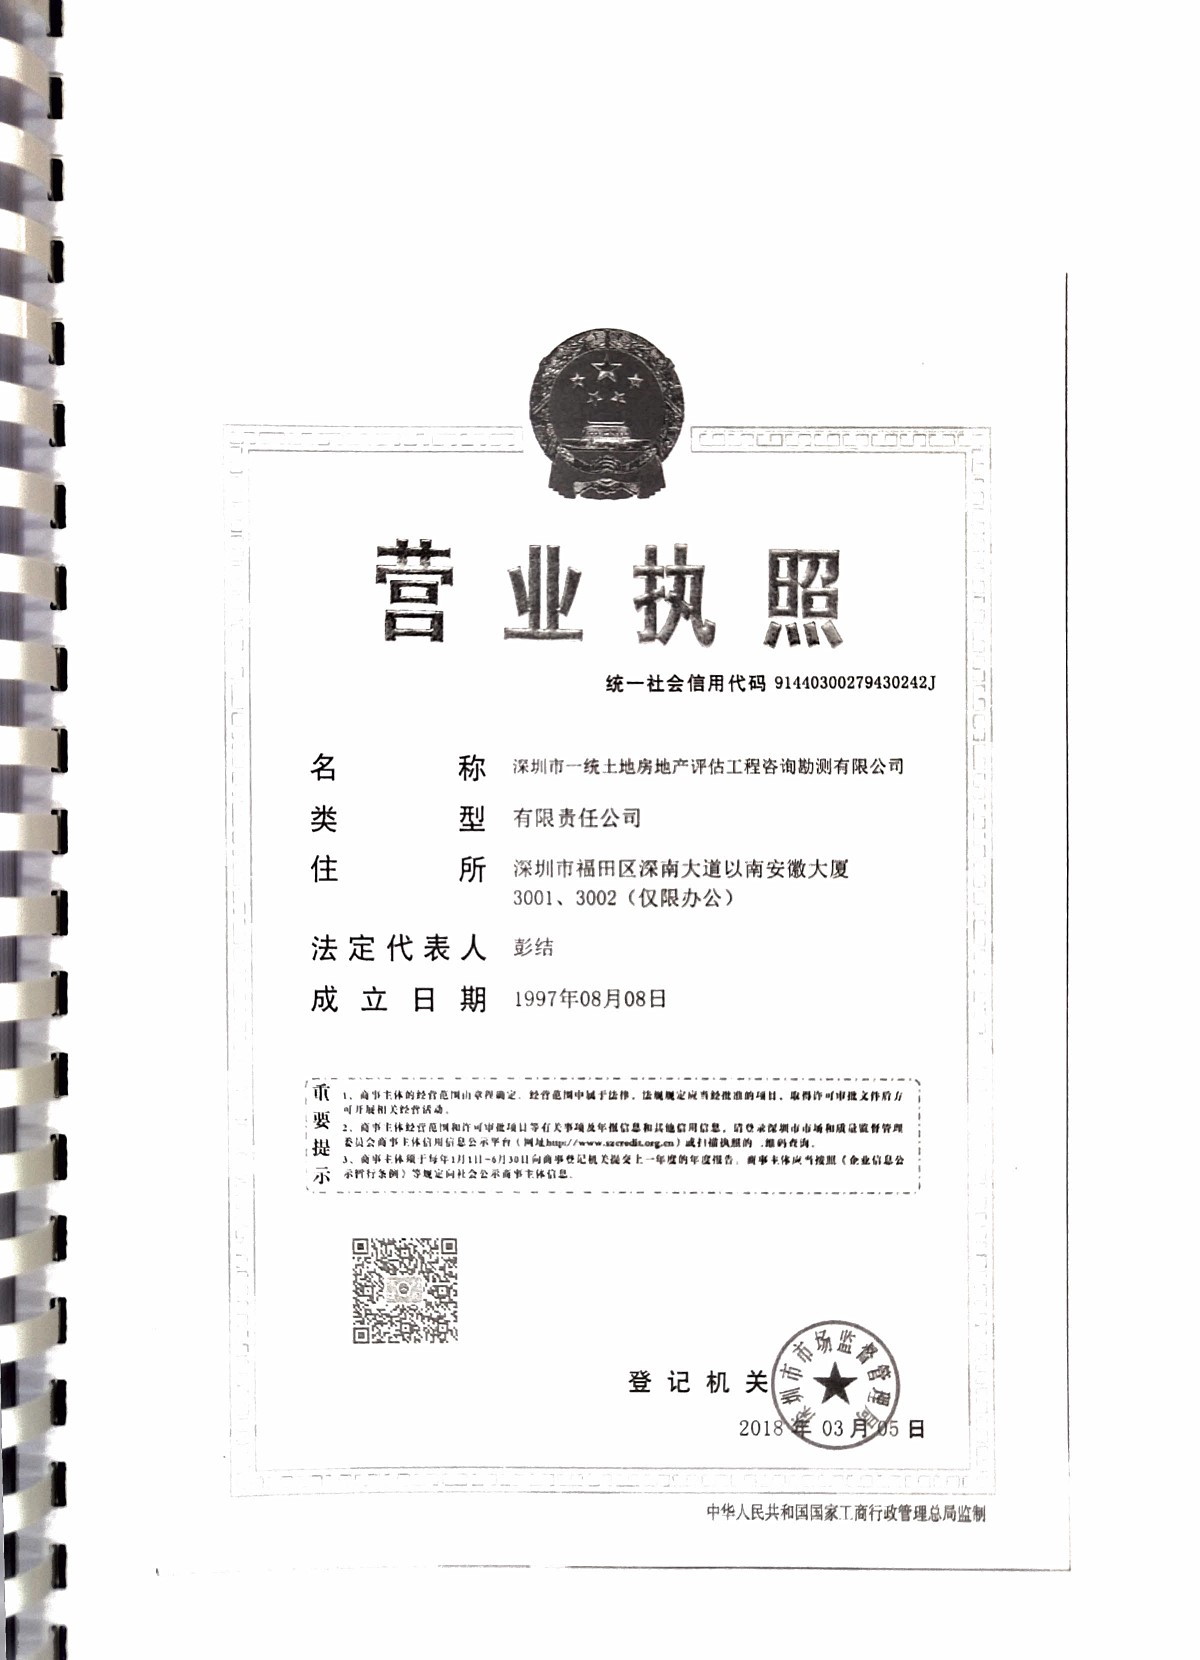 营业执照
统一社会信用代码 91440300279430242J
名称 深圳市一统土地房地产评估工程咨询勘测有限公司
类型 有限责任公司
住所 深圳市福田区深南大道以南安徽大厦
3001、3002（仅限办公）
法定代表人 彭结
成立日期 1997年08月08日
重要提示
1、商事主体的经营范围由章程确定。经营范围中属于法律、法规规定应当经批准的项目，取得许可审批文件后方
可开展相关经营活动。
2、商事主体经营范围和许可审批项目等有关事项及年报信息和其他信用信息，请登录深圳市市场和质量监督管理
委员会商事主体信用信息公示平台（网址http://www.szcredit.org.cn）或扫描执照的二维码查询。
3、商事主体须于每年1月1日-6月30日向商事登记机关提交上一年度的年度报告。商事主体应当按照《企业信息公
示暂行条例》等规定向社会公示商事主体信息。
登记机关
深圳市市场监督管理局
2018年03月05日
中华人民共和国国家工商行政管理总局监制